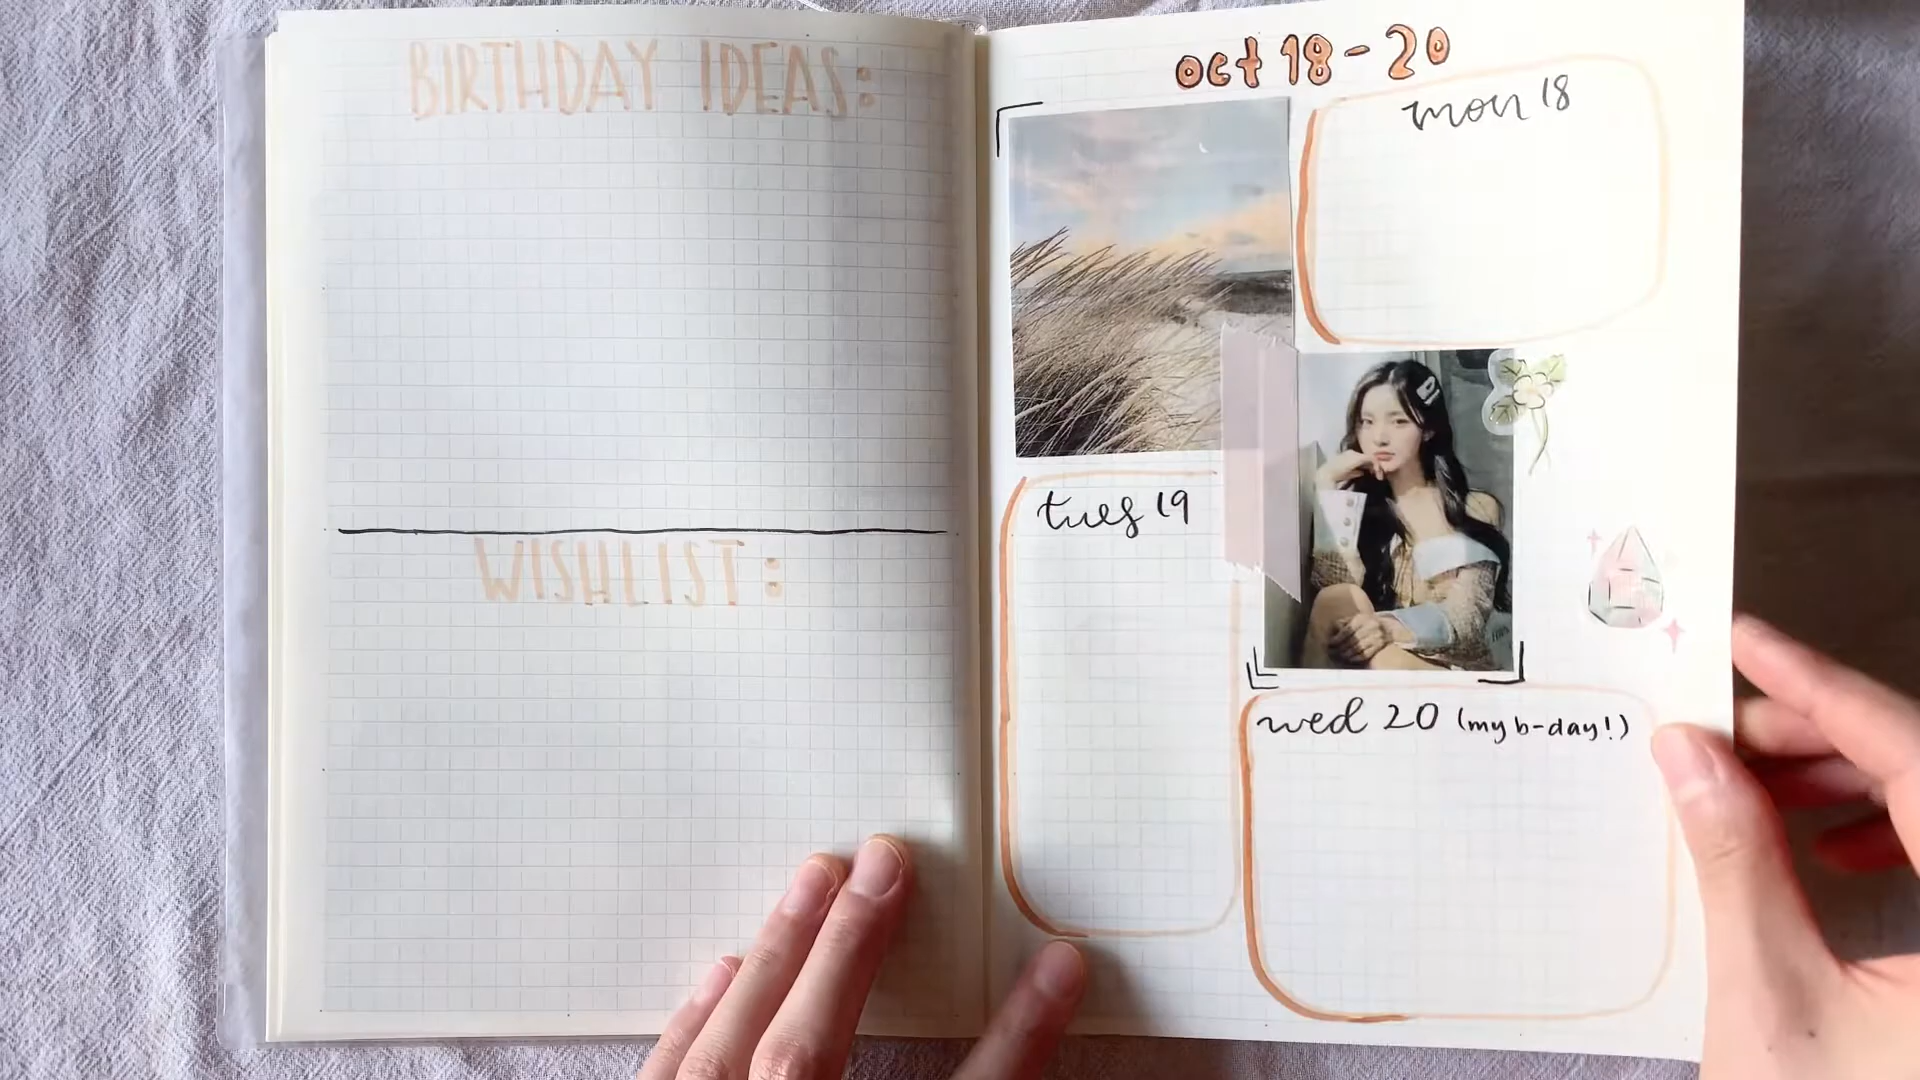 BIRTHDAY IDEAS:
WISHLIST:
oct 18-20
mon 18
tues 19
wed 20 (my b-day!)